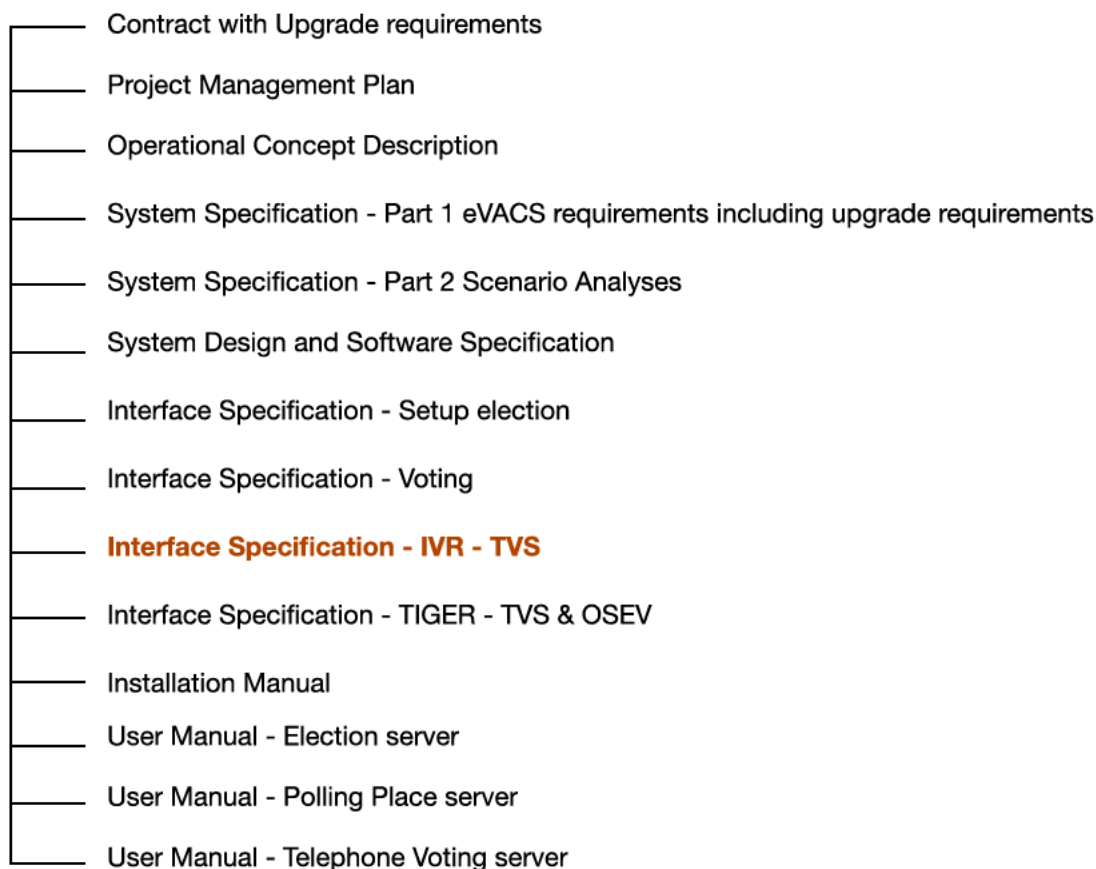 Contract with Upgrade requirements
Project Management Plan
Operational Concept Description
System Specification - Part 1 eVACS requirements including upgrade requirements
System Specification - Part 2 Scenario Analyses
System Design and Software Specification
Interface Specification - Setup election
Interface Specification - Voting
Interface Specification - IVR - TVS
Interface Specification - TIGER - TVS & OSEV
Installation Manual
User Manual - Election server
User Manual - Polling Place server
User Manual - Telephone Voting server